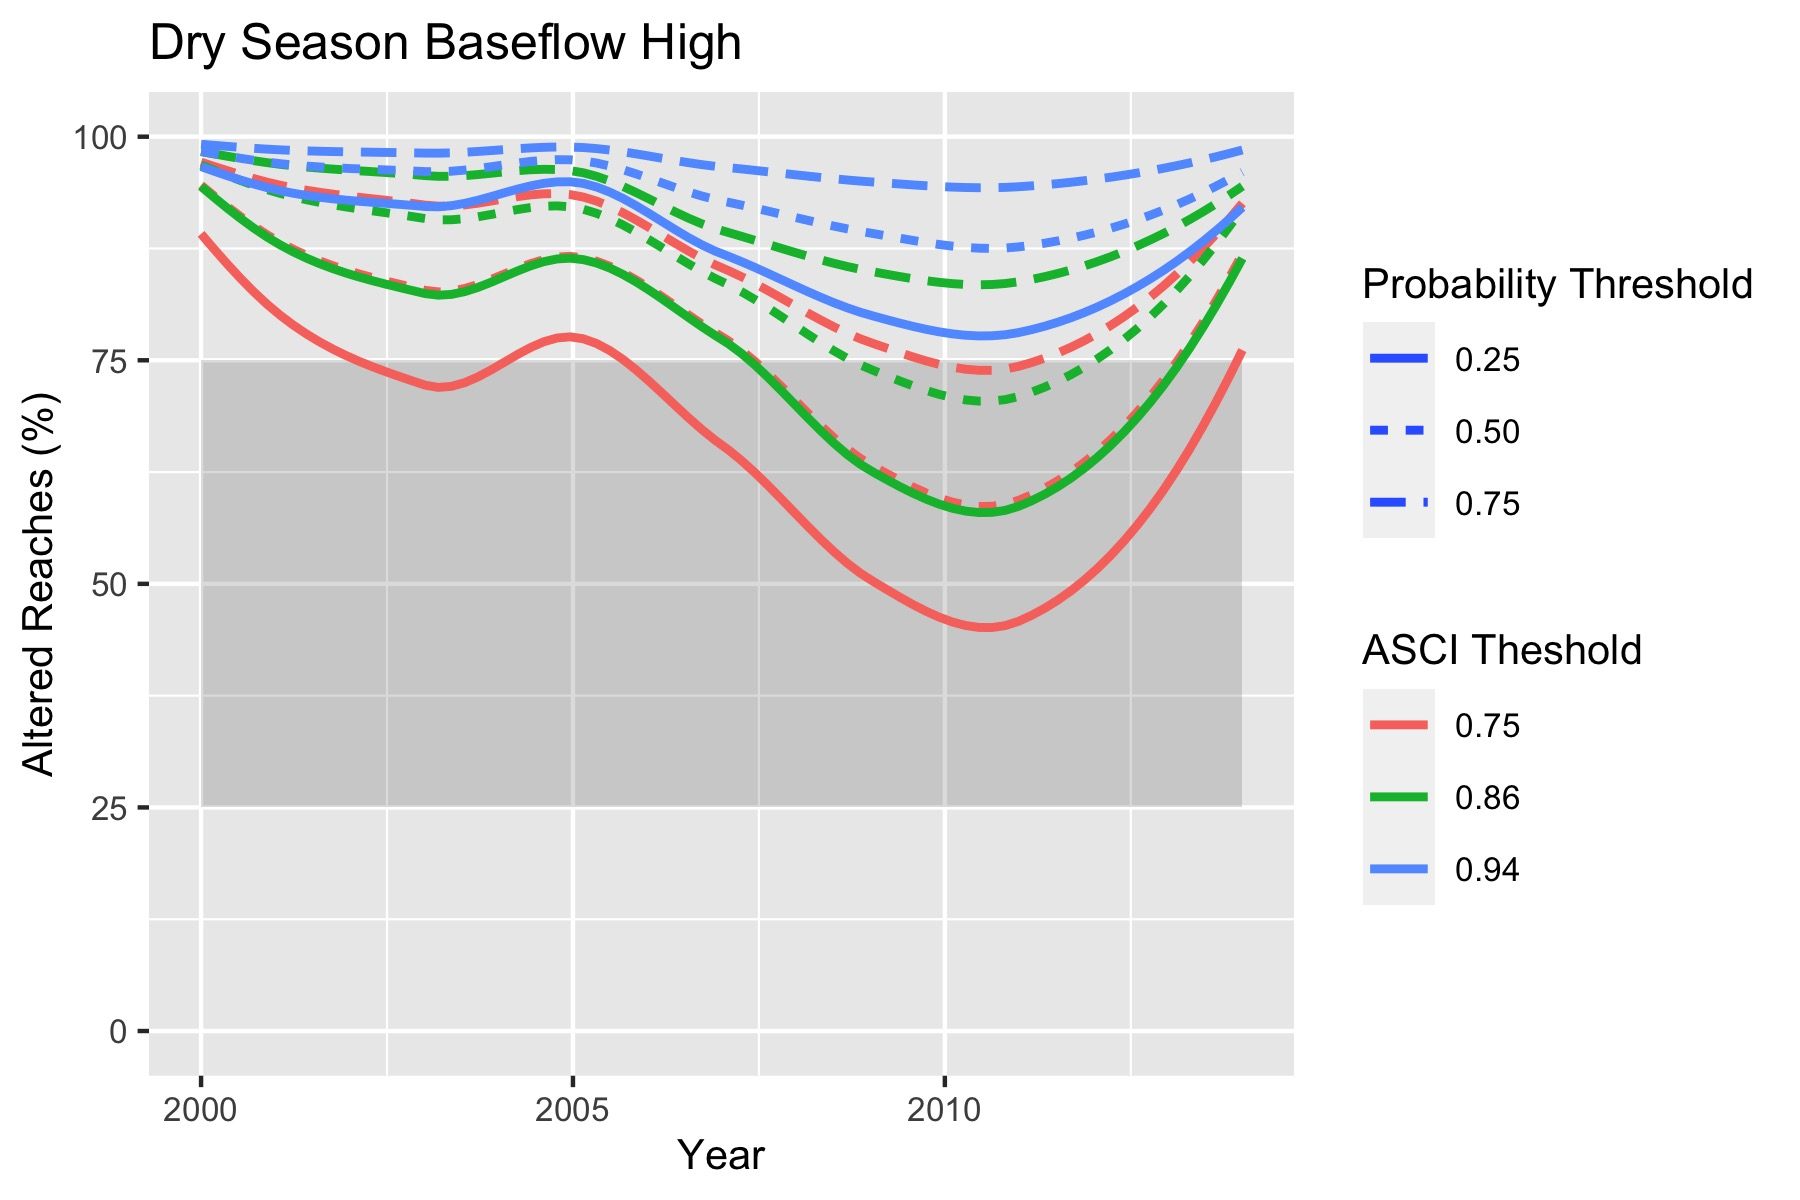 Dry Season Baseflow High
100
75
50
25
0
Altered Reaches (%)
2000
2005
2010
Year
Probability Threshold
0.25
0.50
0.75
ASCI Theshold
0.75
0.86
0.94